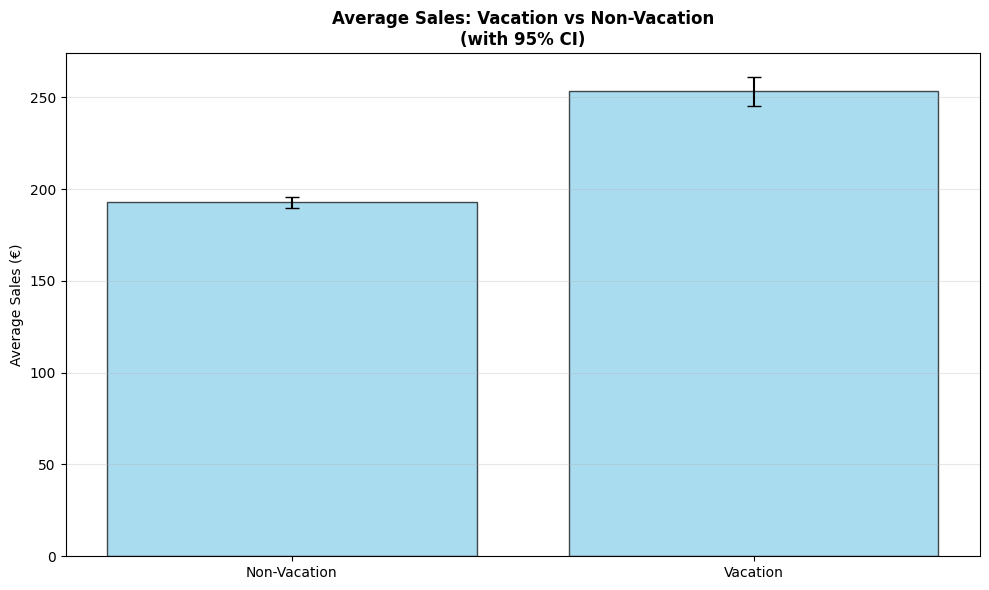 Average Sales: Vacation vs Non-Vacation
(with 95% CI)
Average Sales (€)
250
200
150
100
50
0
Non-Vacation
Vacation